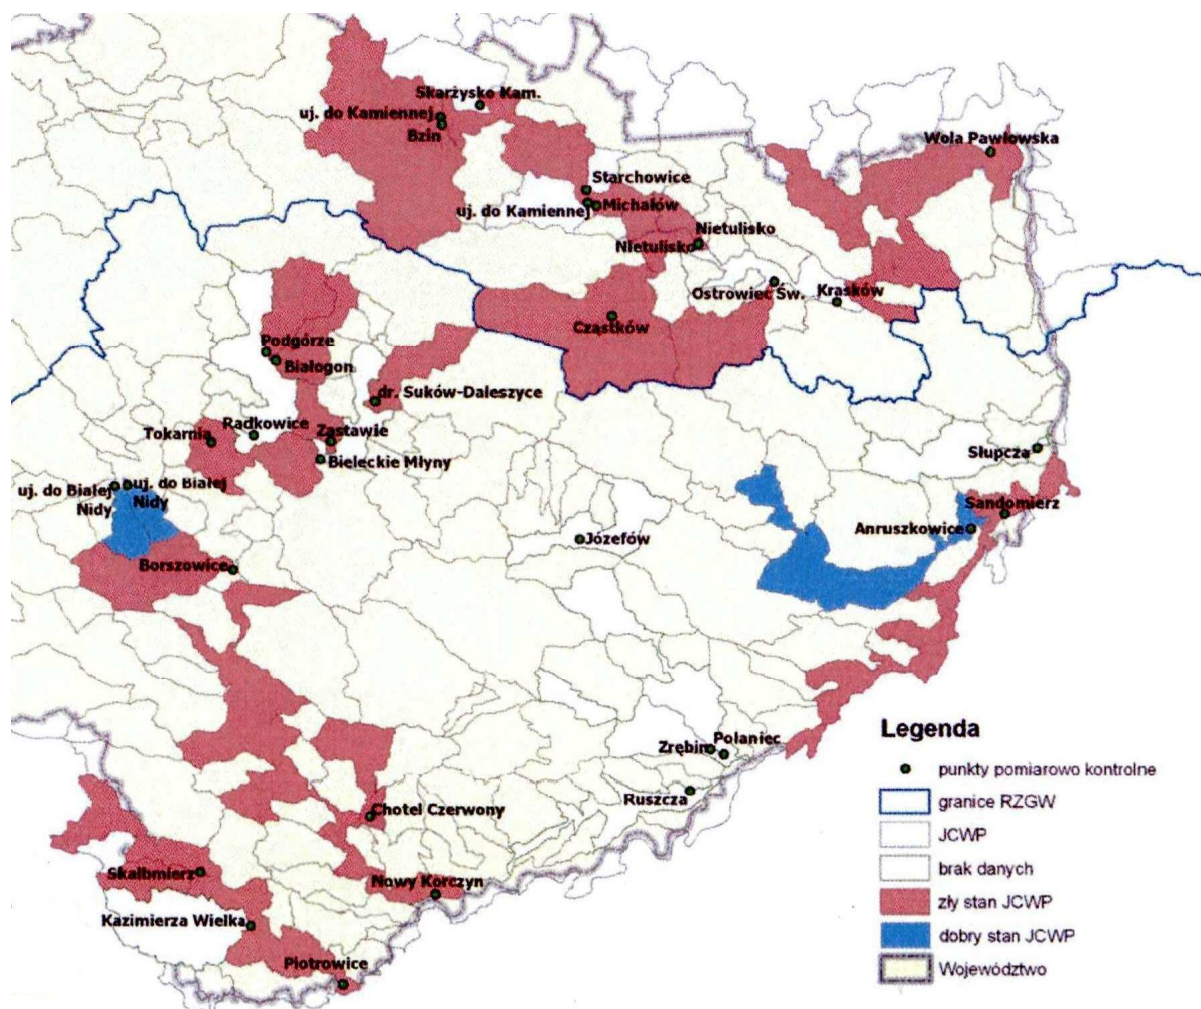 Skarżysko Kam.
uj. do Kamiennej
Bzin
Wola Pawłowska
Starchowice
uj. do Kamiennej
Michałów
Nietulisko
Nietulisko
Ostrowiec Św.
Krasków
Cząstków
Podgórze
Białogon
dr. Suków-Daleszyce
Radkowice
Zastawie
Tokarnia
Bieleckie Młyny
Słupcza
uj. do Białej
Nidy
uj. do Białej
Nidy
Sandomierz
Anruszkowice
Józefów
Borszowice
Zrębin
Połaniec
Ruszcza
Chotel Czerwony
Skalbmierz
Nowy Korczyn
Kazimierza Wielka
Piotrowice
Legenda
punkty pomiarowo kontrolne
granice RZGW
JCWP
brak danych
zły stan JCWP
dobry stan JCWP
Województwo